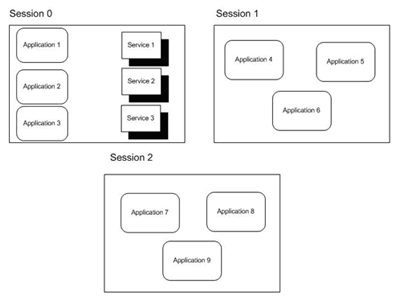 Session 0
Session 1
Application 1
Service 1
Application 2
Service 2
Application 3
Service 3
Application 4
Application 5
Application 6
Session 2
Application 7
Application 8
Application 9